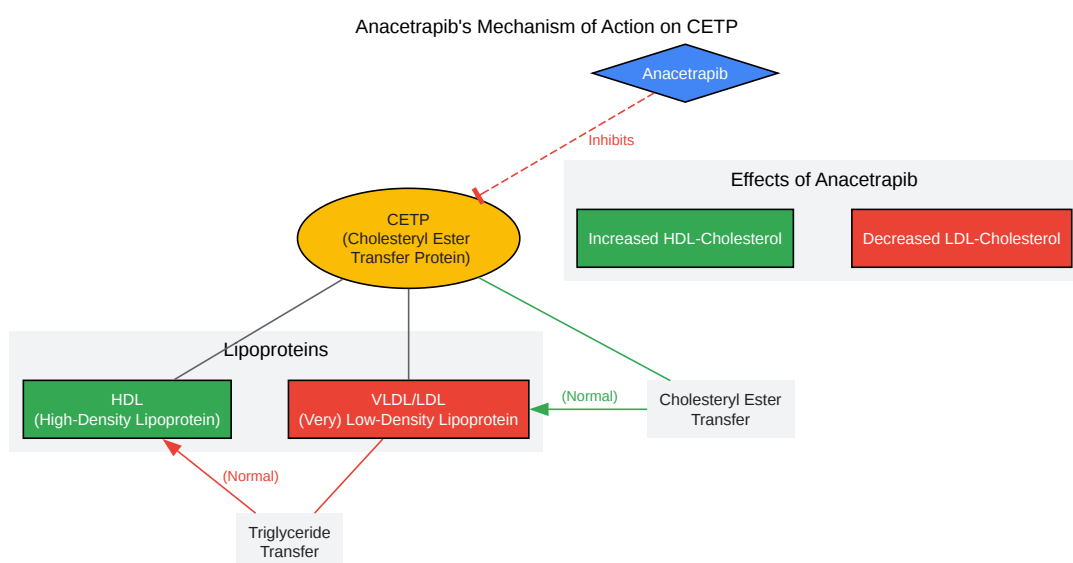 Anacetrapib's Mechanism of Action on CETP
Anacetrapib
Inhibits
Effects of Anacetrapib
Increased HDL-Cholesterol
Decreased LDL-Cholesterol
CETP
(Cholesteryl Ester
Transfer Protein)
Lipoproteins
HDL
(High-Density Lipoprotein)
VLDL/LDL
(Very) Low-Density Lipoprotein
(Normal)
Cholesteryl Ester
Transfer
(Normal)
Triglyceride
Transfer